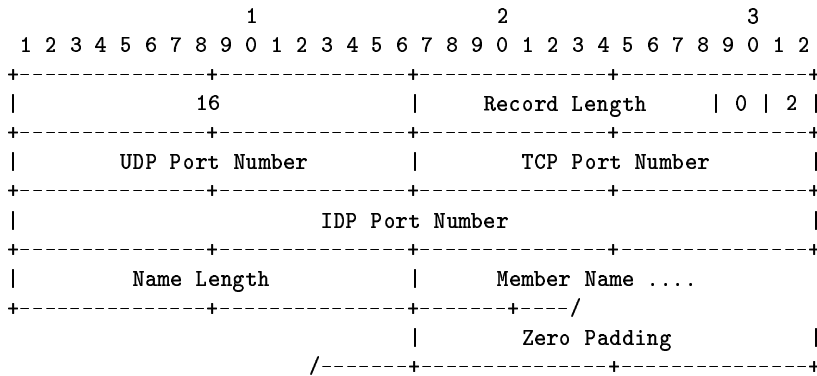 1 2 3
1 2 3 4 5 6 7 8 9 0 1 2 3 4 5 6 7 8 9 0 1 2 3 4 5 6 7 8 9 0 1 2
+---------------+---------------+---------------+---------------+
| 16 | Record Length | 0 | 2 |
+---------------+---------------+---------------+---------------+
| UDP Port Number | TCP Port Number |
+---------------+---------------+---------------+---------------+
| IDP Port Number |
+---------------+---------------+---------------+---------------+
| Name Length | Member Name ....
+---------------+---------------+-------+----/
| Zero Padding |
/-------+---------------+---------------+